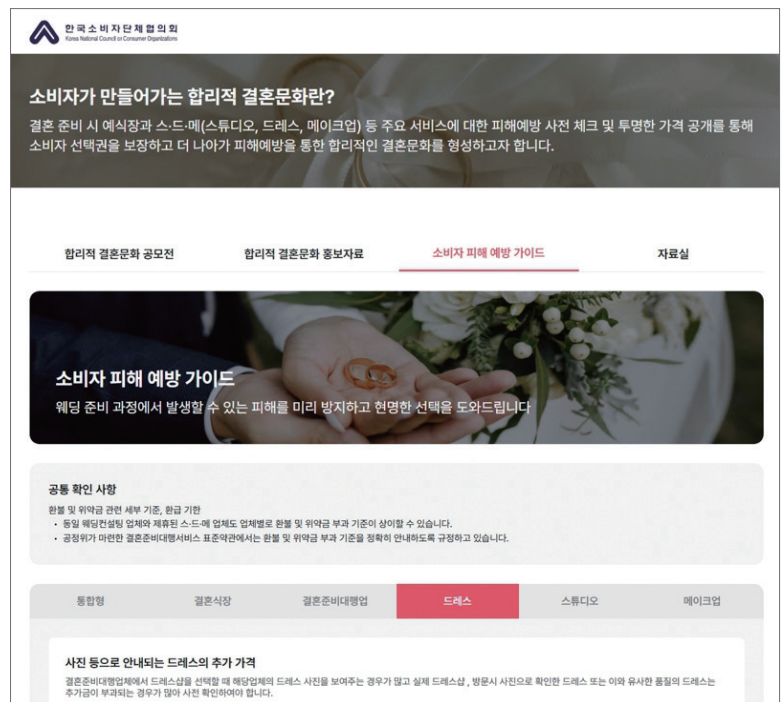 한국소비자단체협의회
Korea National Council of Consumer Organizations
소비자가 만들어가는 합리적 결혼문화란?
결혼 준비 시 예식장과 스·드·메(스튜디오, 드레스, 메이크업) 등 주요 서비스에 대한 피해예방 사전 체크 및 투명한 가격 공개를 통해
소비자 선택권을 보장하고 더 나아가 피해예방을 통한 합리적인 결혼문화를 형성하고자 합니다.
합리적 결혼문화 공모전 합리적 결혼문화 홍보자료 소비자 피해 예방 가이드 자료실
소비자 피해 예방 가이드
웨딩 준비 과정에서 발생할 수 있는 피해를 미리 방지하고 현명한 선택을 도와드립니다
공통 확인 사항
환불 및 위약금 관련 세부 기준, 환급 기한
• 동일 웨딩컨설팅 업체와 제휴된 스·드·메 업체도 업체별로 환불 및 위약금 부과 기준이 상이할 수 있습니다.
• 공정위가 마련한 결혼준비대행서비스 표준약관에서는 환불 및 위약금 부과 기준을 정확히 안내하도록 규정하고 있습니다.
통합형 결혼식장 결혼준비대행업 드레스 스튜디오 메이크업
사진 등으로 안내되는 드레스의 추가 가격
결혼준비대행업체에서 드레스샵을 선택할 때 해당업체의 드레스 사진을 보여주는 경우가 많고 실제 드레스샵 , 방문시 사진으로 확인한 드레스 또는 이와 유사한 품질의 드레스는
추가금이 부과되는 경우가 많아 사전 확인하여야 합니다.